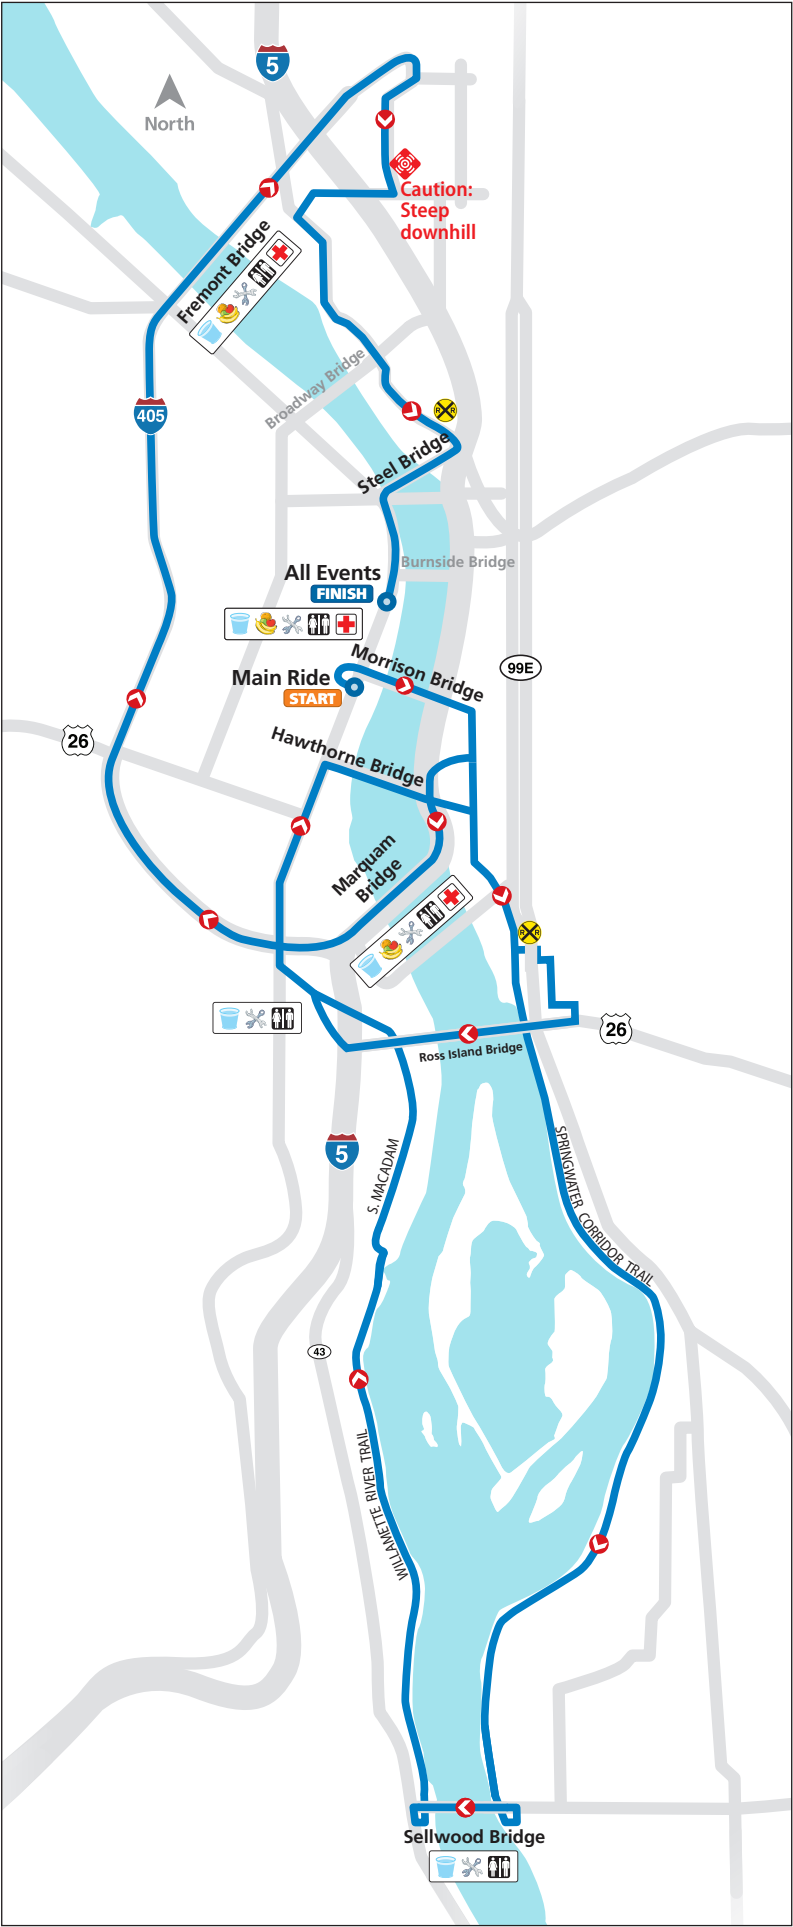 5
North
Caution:
Steep
downhill
Fremont Bridge
Broadway Bridge
405
R R
Steel Bridge
Burnside Bridge
All Events
FINISH
Morrison Bridge
99E
Main Ride
START
26
Hawthorne Bridge
Marquam
Bridge
R R
26
Ross Island Bridge
5
S. MACADAM
SPRINGWATER CORRIDOR TRAIL
43
WILLAMETTE RIVER TRAIL
Sellwood Bridge